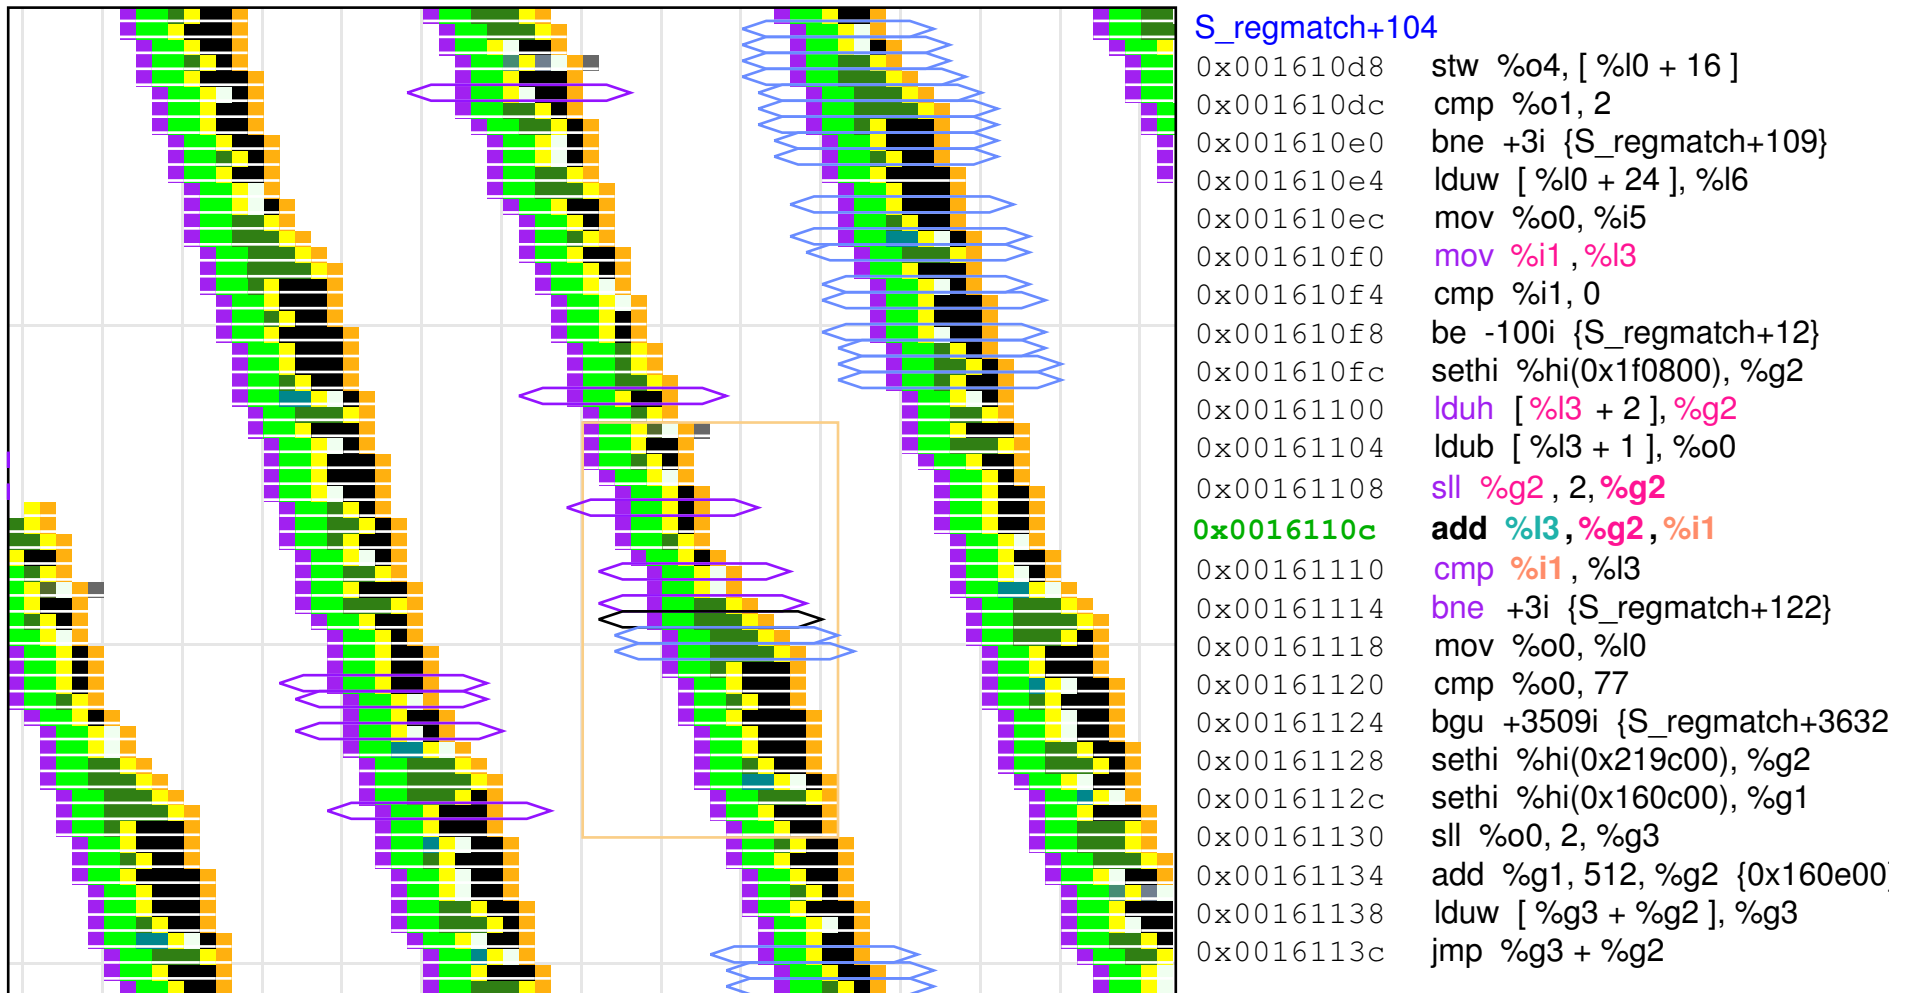 S_regmatch+104
0x001610d8 stw %o4, [ %l0 + 16 ]
0x001610dc cmp %o1, 2
0x001610e0 bne +3i {S_regmatch+109}
0x001610e4 lduw [ %l0 + 24 ], %l6
0x001610ec mov %o0, %i5
0x001610f0 mov %i1 , %l3
0x001610f4 cmp %i1, 0
0x001610f8 be -100i {S_regmatch+12}
0x001610fc sethi %hi(0x1f0800), %g2
0x00161100 lduh [ %l3 + 2 ], %g2
0x00161104 ldub [ %l3 + 1 ], %o0
0x00161108 sll %g2 , 2, %g2
0x0016110c add %l3 , %g2 , %i1
0x00161110 cmp %i1 , %l3
0x00161114 bne +3i {S_regmatch+122}
0x00161118 mov %o0, %l0
0x00161120 cmp %o0, 77
0x00161124 bgu +3509i {S_regmatch+3632
0x00161128 sethi %hi(0x219c00), %g2
0x0016112c sethi %hi(0x160c00), %g1
0x00161130 sll %o0, 2, %g3
0x00161134 add %g1, 512, %g2 {0x160e00}
0x00161138 lduw [ %g3 + %g2 ], %g3
0x0016113c jmp %g3 + %g2